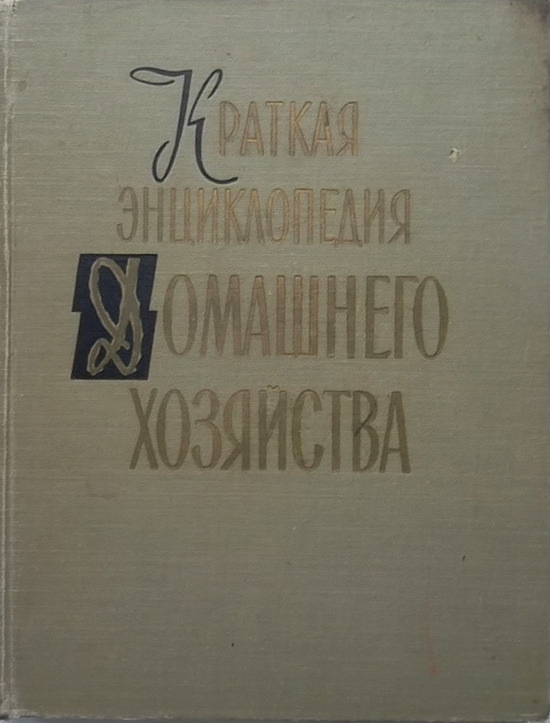 Краткая
энциклопедия
Домашнего
хозяйства